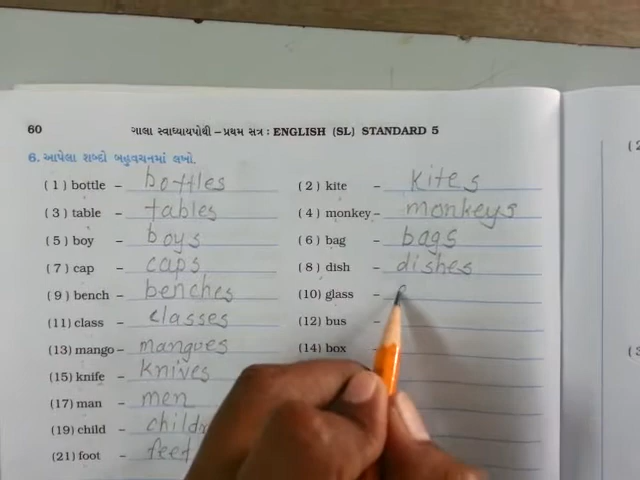 60 ગાલા સ્વાધ્યાયપોથી – પ્રથમ સત્ર : ENGLISH (SL) STANDARD 5
6. આપેલા શબ્દો બહુવચનમાં લખો.
(1) bottle – bottles (2) kite – kites
(3) table – tables (4) monkey – monkeys
(5) boy – boys (6) bag – bags
(7) cap – caps (8) dish – dishes
(9) bench – benches (10) glass –
(11) class – classes (12) bus –
(13) mango – mangoes (14) box –
(15) knife – knives
(17) man – men
(19) child –
(21) foot – feet